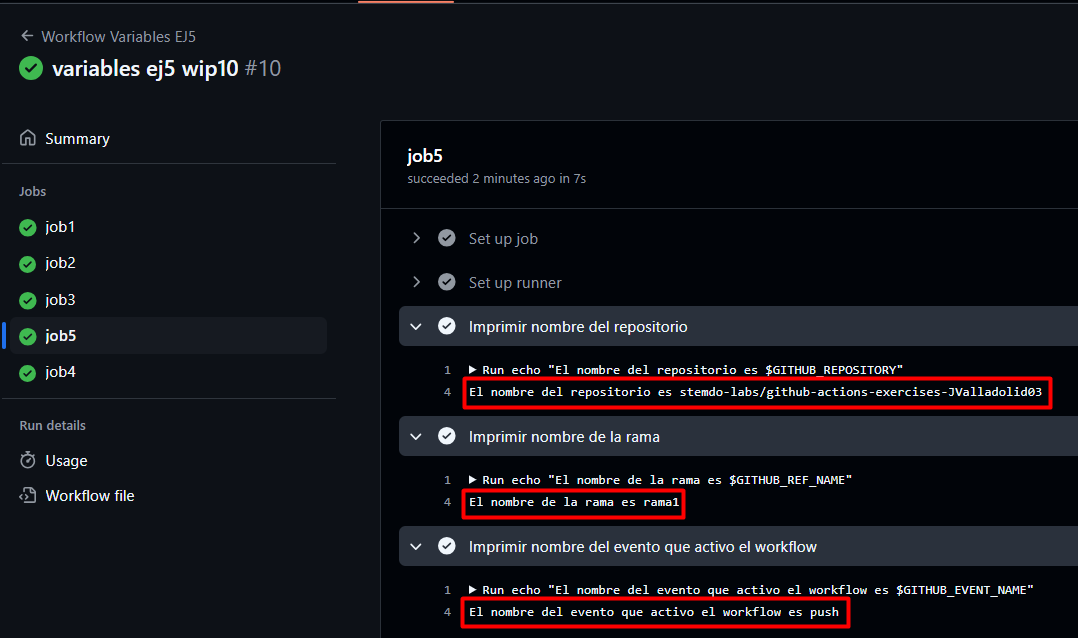 Workflow Variables EJ5
variables ej5 wip10 #10
Summary
Jobs
job1
job2
job3
job5
job4
Run details
Usage
Workflow file
job5
succeeded 2 minutes ago in 7s
Set up job
Set up runner
Imprimir nombre del repositorio
1 Run echo "El nombre del repositorio es $GITHUB_REPOSITORY"
4 El nombre del repositorio es stemdo-labs/github-actions-exercises-JValladolid03
Imprimir nombre de la rama
1 Run echo "El nombre de la rama es $GITHUB_REF_NAME"
4 El nombre de la rama es rama1
Imprimir nombre del evento que activo el workflow
1 Run echo "El nombre del evento que activo el workflow es $GITHUB_EVENT_NAME"
4 El nombre del evento que activo el workflow es push